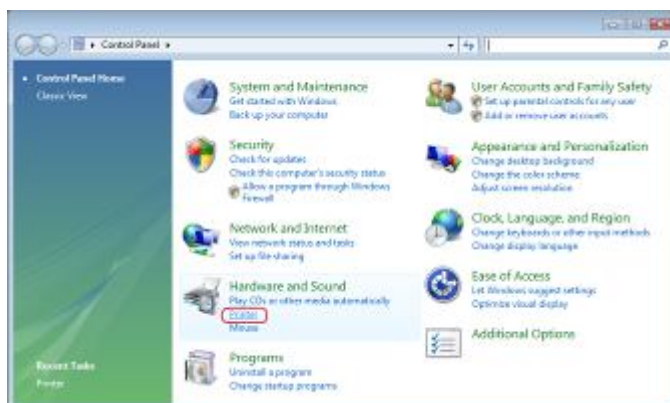 Control Panel
Control Panel Home
Classic View
System and Maintenance
Get started with Windows
Back up your computer
Security
Check for updates
Check this computer's security status
Allow a program through Windows
Firewall
Network and Internet
View network status and tasks
Set up file sharing
Hardware and Sound
Play CDs or other media automatically
Printer
Mouse
Programs
Uninstall a program
Change startup programs
User Accounts and Family Safety
Set up parental controls for any user
Add or remove user accounts
Appearance and Personalization
Change desktop background
Change the color scheme
Adjust screen resolution
Clock, Language, and Region
Change keyboards or other input methods
Change display language
Ease of Access
Let Windows suggest settings
Optimize visual display
Additional Options
Recent Tasks
Printer